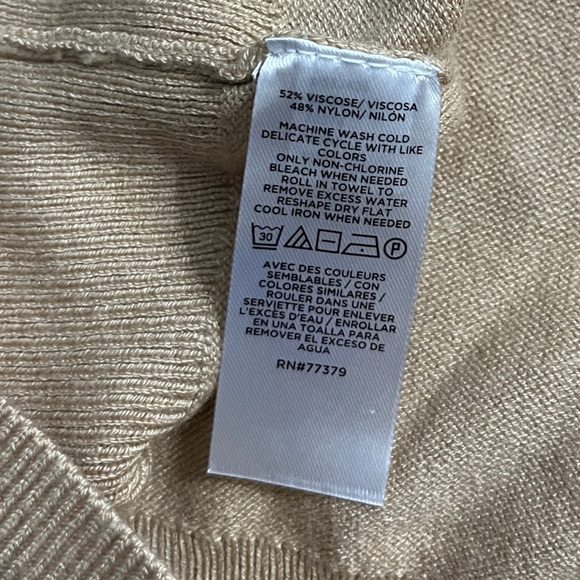 52% VISCOSE/ VISCOSA
48% NYLON/ NILÓN
MACHINE WASH COLD
DELICATE CYCLE WITH LIKE
COLORS
ONLY NON-CHLORINE
BLEACH WHEN NEEDED
ROLL IN TOWEL TO
REMOVE EXCESS WATER
RESHAPE DRY FLAT
COOL IRON WHEN NEEDED
30 P
AVEC DES COULEURS
SEMBLABLES / CON
COLORES SIMILARES /
ROULER DANS UNE
SERVIETTE POUR ENLEVER
L'EXCÈS D'EAU / ENROLLAR
EN UNA TOALLA PARA
REMOVER EL EXCESO DE
AGUA
RN#77379